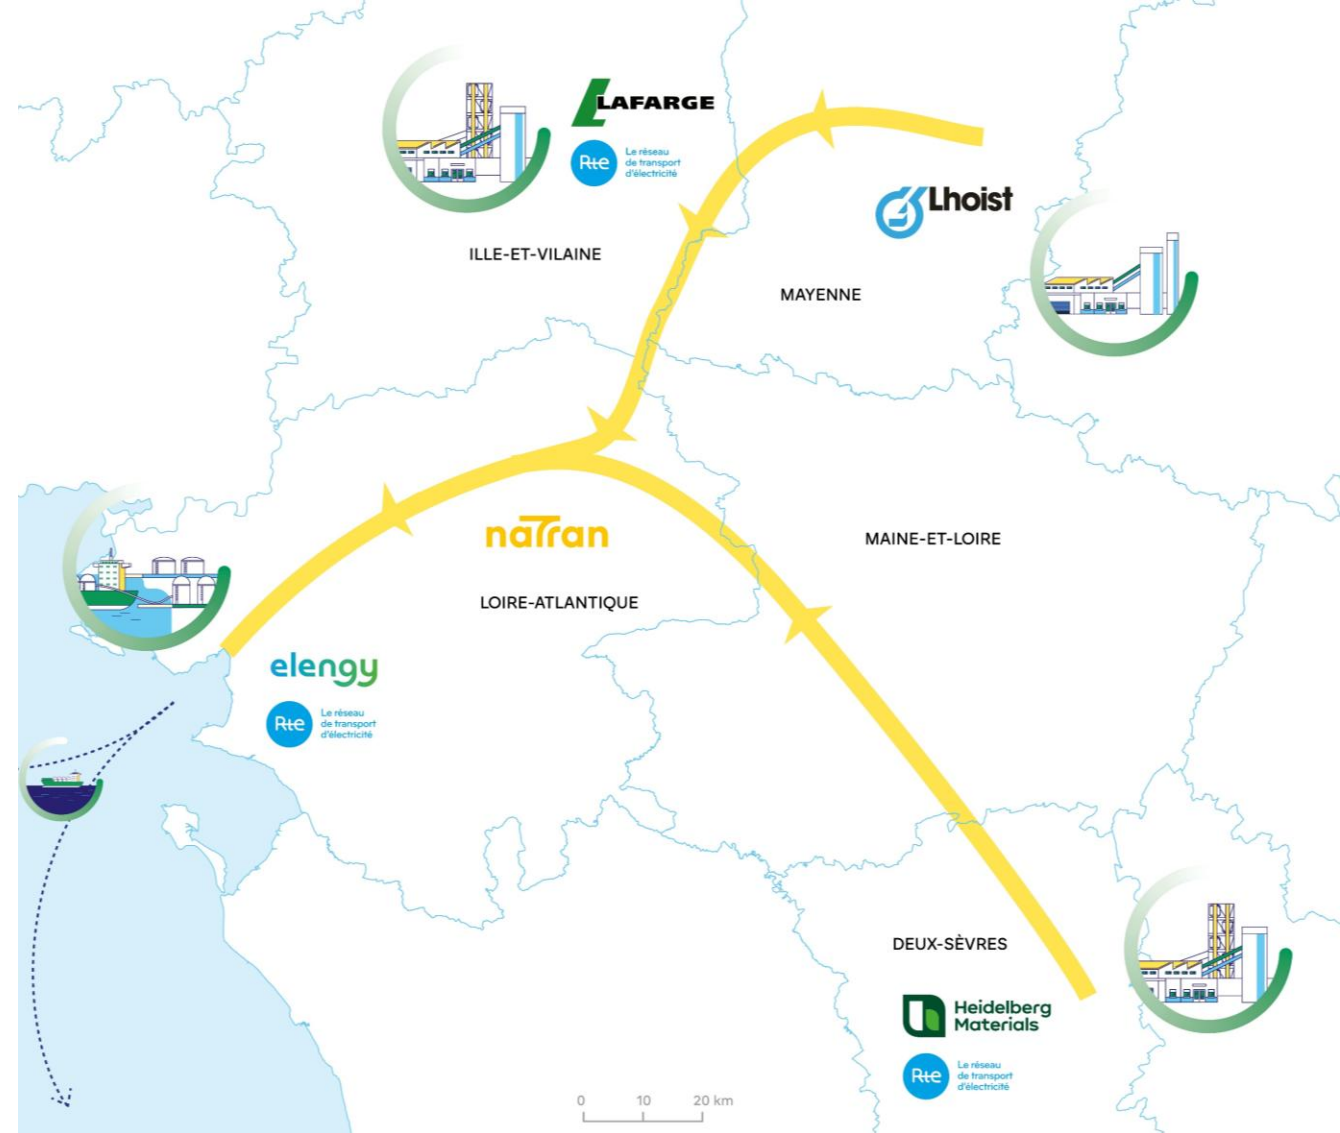 LAFARGE
Rte
Le réseau
de transport
d'électricité
Lhoist
ILLE-ET-VILAINE
MAYENNE
naTran
MAINE-ET-LOIRE
LOIRE-ATLANTIQUE
elengy
Rte
Le réseau
de transport
d'électricité
DEUX-SÈVRES
Heidelberg
Materials
Rte
Le réseau
de transport
d'électricité
0 10 20 km